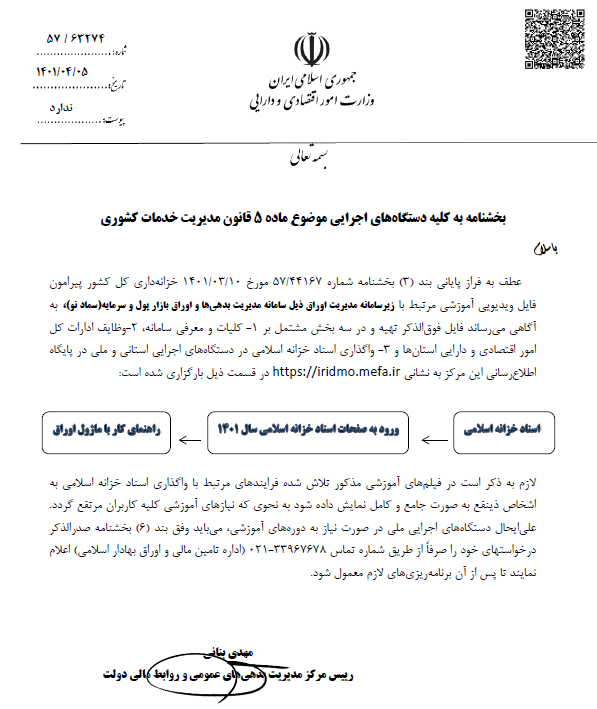 ۵۷ / ۶۳۲۷۴
شماره:
۱۴۰۱/۰۴/۰۵
تاریخ:
ندارد
پیوست:
جمهوری اسلامی ایران
وزارت امور اقتصادی و دارایی
بسمه تعالی
بخشنامه به کلیه دستگاه‌های اجرایی موضوع ماده ۵ قانون مدیریت خدمات کشوری
باسلام
عطف به فراز پایانی بند (۳) بخشنامه شماره ۵۷/۴۴۱۶۷ مورخ ۱۴۰۱/۰۳/۱۰ خزانه‌داری کل کشور پیرامون
فایل ویدیویی آموزشی مرتبط با زیرسامانه مدیریت اوراق ذیل سامانه مدیریت بدهی‌ها و اوراق بازار پول و سرمایه(سماد نو)، به
آگاهی می‌رساند فایل فوق‌الذکر تهیه و در سه بخش مشتمل بر ۱- کلیات و معرفی سامانه، ۲-وظایف ادارات کل
امور اقتصادی و دارایی استان‌ها و ۳- واگذاری اسناد خزانه اسلامی در دستگاه‌های اجرایی استانی و ملی در پایگاه
اطلاع‌رسانی این مرکز به نشانی https://iridmo.mefa.ir در قسمت ذیل بارگزاری شده است:
اسناد خزانه اسلامی
ورود به صفحات اسناد خزانه اسلامی سال ۱۴۰۱
راهنمای کار با ماژول اوراق
لازم به ذکر است در فیلم‌های آموزشی مذکور تلاش شده فرایندهای مرتبط با واگذاری اسناد خزانه اسلامی به
اشخاص ذینفع به صورت جامع و کامل نمایش داده شود به نحوی که نیازهای آموزشی کلیه کاربران مرتفع گردد.
علی‌ایحال دستگاه‌های اجرایی ملی در صورت نیاز به دوره‌های آموزشی، می‌باید وفق بند (۶) بخشنامه صدرالذکر
درخواستهای خود را صرفاً از طریق شماره تماس ۳۳۹۶۷۶۷۸-۰۲۱ (اداره تامین مالی و اوراق بهادار اسلامی) اعلام
نمایند تا پس از آن برنامه‌ریزی‌های لازم معمول شود.
مهدی بنانی
رییس مرکز مدیریت بدهی‌های عمومی و روابط مالی دولت